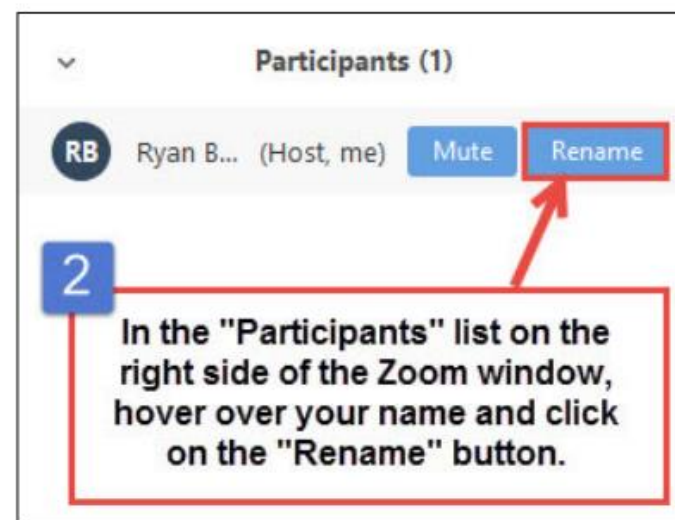 Participants (1)
RB Ryan B... (Host, me) Mute Rename
2
In the "Participants" list on the
right side of the Zoom window,
hover over your name and click
on the "Rename" button.